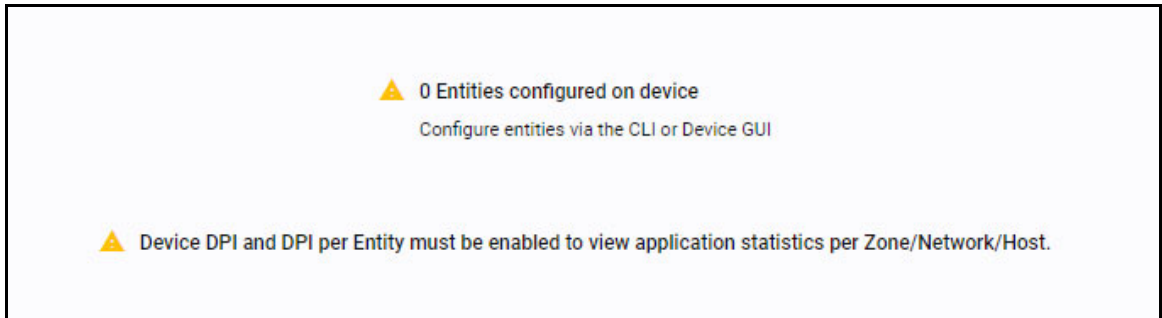 0 Entities configured on device
Configure entities via the CLI or Device GUI
Device DPI and DPI per Entity must be enabled to view application statistics per Zone/Network/Host.